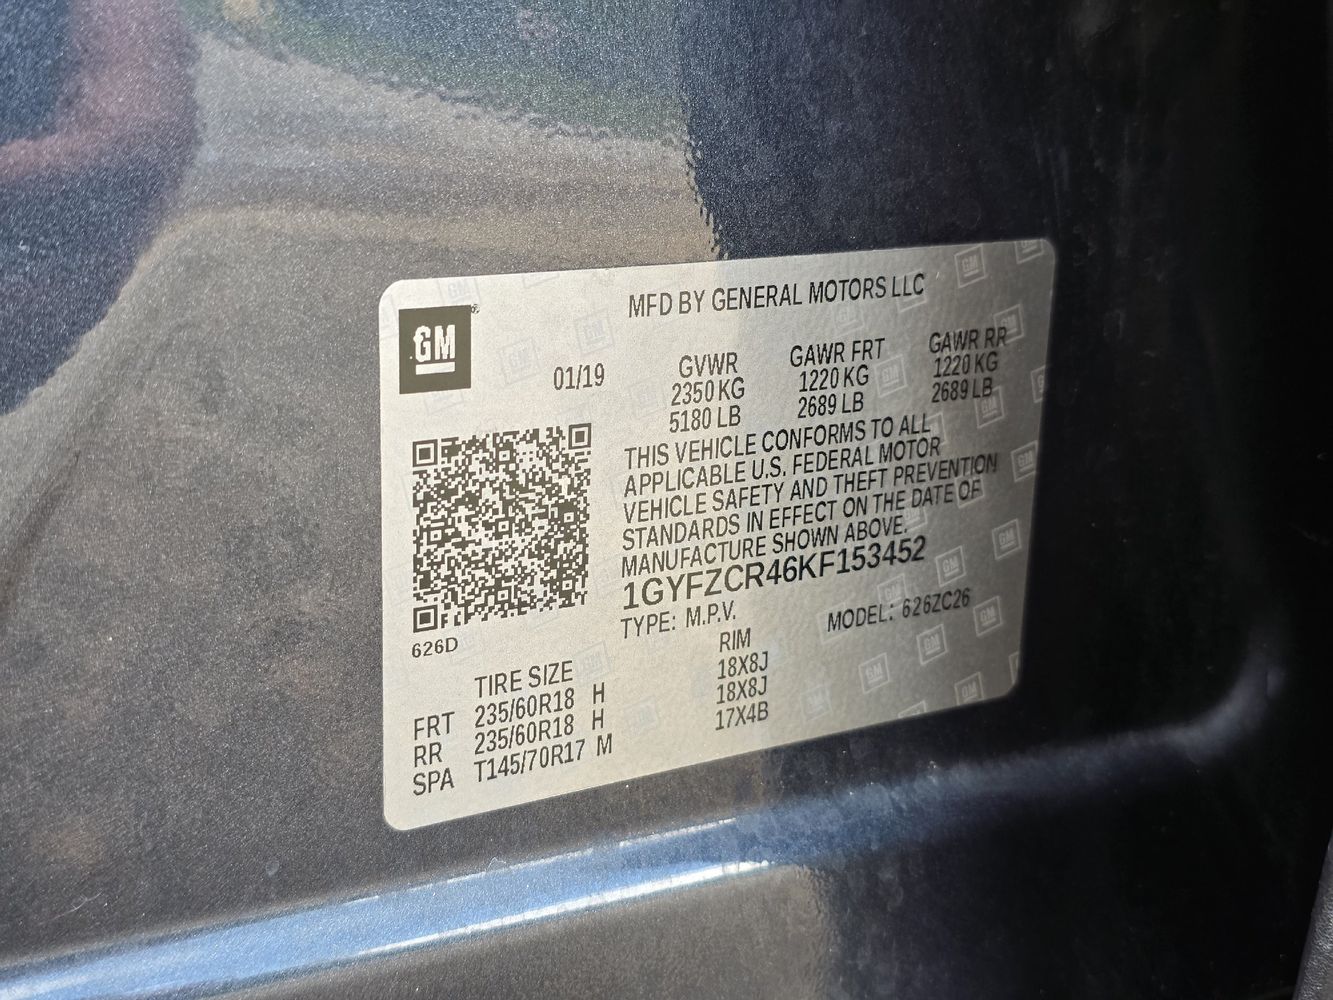 GM
MFD BY GENERAL MOTORS LLC
01/19
GVWR GAWR FRT GAWR RR
2350 KG 1220 KG 1220 KG
5180 LB 2689 LB 2689 LB
THIS VEHICLE CONFORMS TO ALL
APPLICABLE U.S. FEDERAL MOTOR
VEHICLE SAFETY AND THEFT PREVENTION
STANDARDS IN EFFECT ON THE DATE OF
MANUFACTURE SHOWN ABOVE.
1GYFZCR46KF153452
TYPE: M.P.V. MODEL: 626ZC26
626D
TIRE SIZE RIM
FRT 235/60R18 H 18X8J
RR 235/60R18 H 18X8J
SPA T145/70R17 M 17X4B